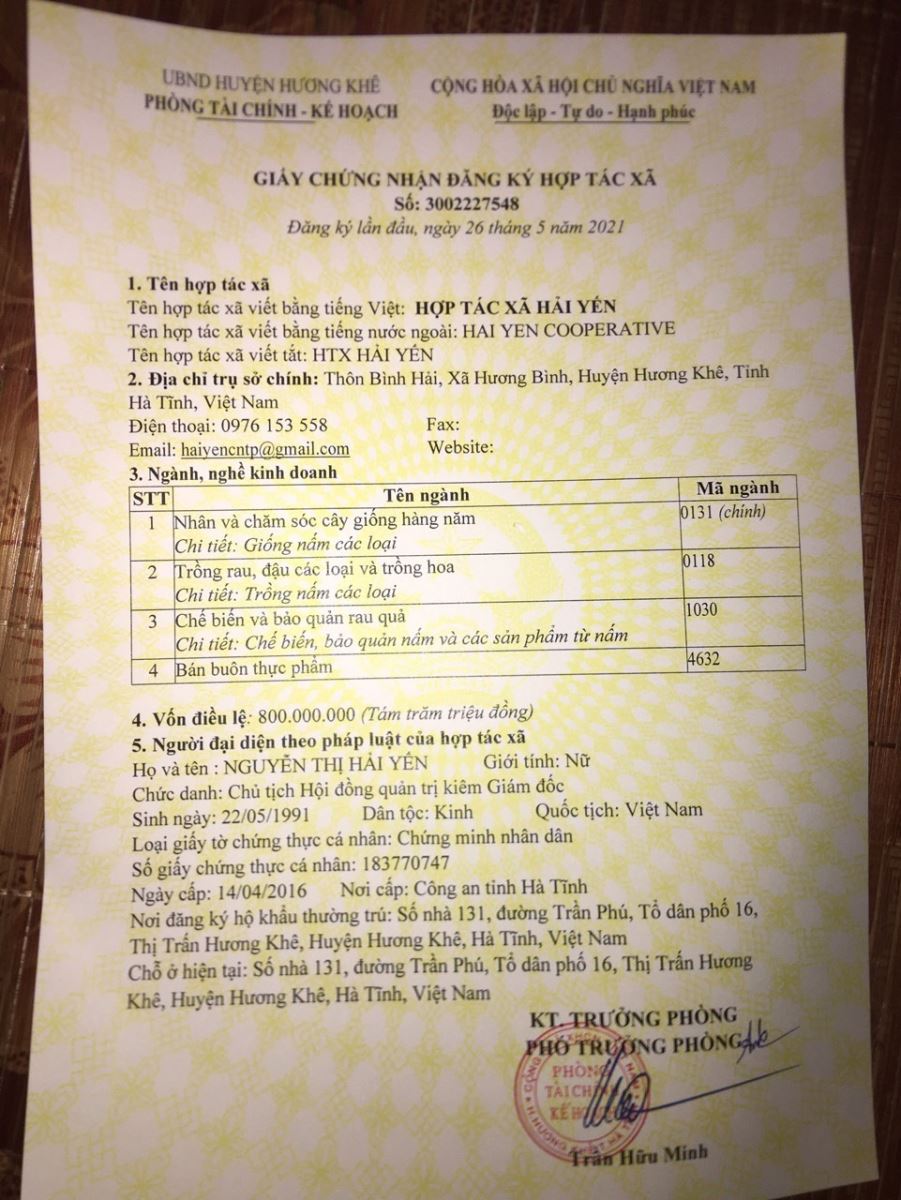 UBND HUYỆN HƯƠNG KHÊ
PHÒNG TÀI CHÍNH - KẾ HOẠCH
CỘNG HÒA XÃ HỘI CHỦ NGHĨA VIỆT NAM
Độc lập - Tự do - Hạnh phúc
GIẤY CHỨNG NHẬN ĐĂNG KÝ HỢP TÁC XÃ
Số: 3002227548
Đăng ký lần đầu, ngày 26 tháng 5 năm 2021
1. Tên hợp tác xã
Tên hợp tác xã viết bằng tiếng Việt: HỢP TÁC XÃ HẢI YẾN
Tên hợp tác xã viết bằng tiếng nước ngoài: HAI YEN COOPERATIVE
Tên hợp tác xã viết tắt: HTX HẢI YẾN
2. Địa chỉ trụ sở chính: Thôn Bình Hải, Xã Hương Bình, Huyện Hương Khê, Tỉnh
Hà Tĩnh, Việt Nam
Điện thoại: 0976 153 558 Fax:
Email: haiyencntp@gmail.com Website:
3. Ngành, nghề kinh doanh
STT Tên ngành Mã ngành
1 Nhân và chăm sóc cây giống hàng năm 0131 (chính)
Chi tiết: Giống nấm các loại
2 Trồng rau, đậu các loại và trồng hoa 0118
Chi tiết: Trồng nấm các loại
3 Chế biến và bảo quản rau quả 1030
Chi tiết: Chế biến, bảo quản nấm và các sản phẩm từ nấm
4 Bán buôn thực phẩm 4632
4. Vốn điều lệ: 800.000.000 (Tám trăm triệu đồng)
5. Người đại diện theo pháp luật của hợp tác xã
Họ và tên : NGUYỄN THỊ HẢI YẾN Giới tính: Nữ
Chức danh: Chủ tịch Hội đồng quản trị kiêm Giám đốc
Sinh ngày: 22/05/1991 Dân tộc: Kinh Quốc tịch: Việt Nam
Loại giấy tờ chứng thực cá nhân: Chứng minh nhân dân
Số giấy chứng thực cá nhân: 183770747
Ngày cấp: 14/04/2016 Nơi cấp: Công an tỉnh Hà Tĩnh
Nơi đăng ký hộ khẩu thường trú: Số nhà 131, đường Trần Phú, Tổ dân phố 16,
Thị Trấn Hương Khê, Huyện Hương Khê, Hà Tĩnh, Việt Nam
Chỗ ở hiện tại: Số nhà 131, đường Trần Phú, Tổ dân phố 16, Thị Trấn Hương
Khê, Huyện Hương Khê, Hà Tĩnh, Việt Nam
KT. TRƯỞNG PHÒNG
PHÓ TRƯỞNG PHÒNG
PHÒNG
TÀI CHÍNH
KẾ HOẠCH
Trần Hữu Minh